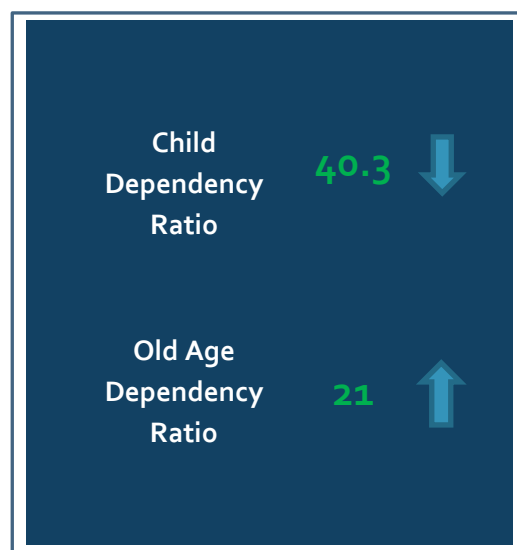 Child
Dependency
Ratio
40.3
Old Age
Dependency
Ratio
21